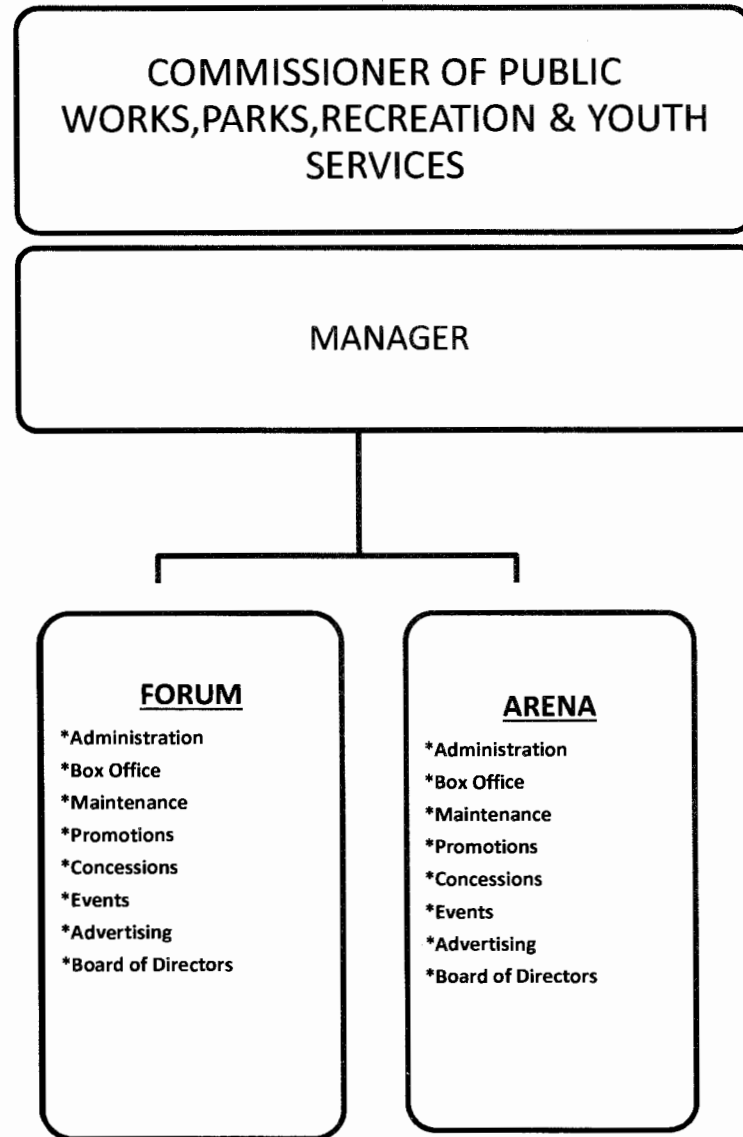 COMMISSIONER OF PUBLIC
WORKS,PARKS,RECREATION & YOUTH
SERVICES
MANAGER
FORUM
*Administration
*Box Office
*Maintenance
*Promotions
*Concessions
*Events
*Advertising
*Board of Directors
ARENA
*Administration
*Box Office
*Maintenance
*Promotions
*Concessions
*Events
*Advertising
*Board of Directors